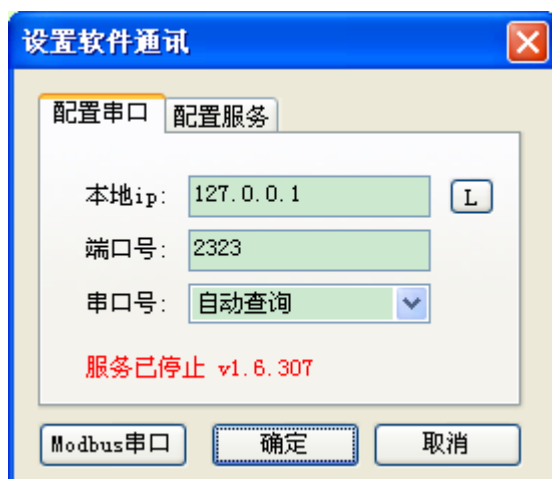 设置软件通讯
配置串口 配置服务
本地ip: 127.0.0.1 L
端口号: 2323
串口号: 自动查询
服务已停止 v1.6.307
Modbus串口 确定 取消